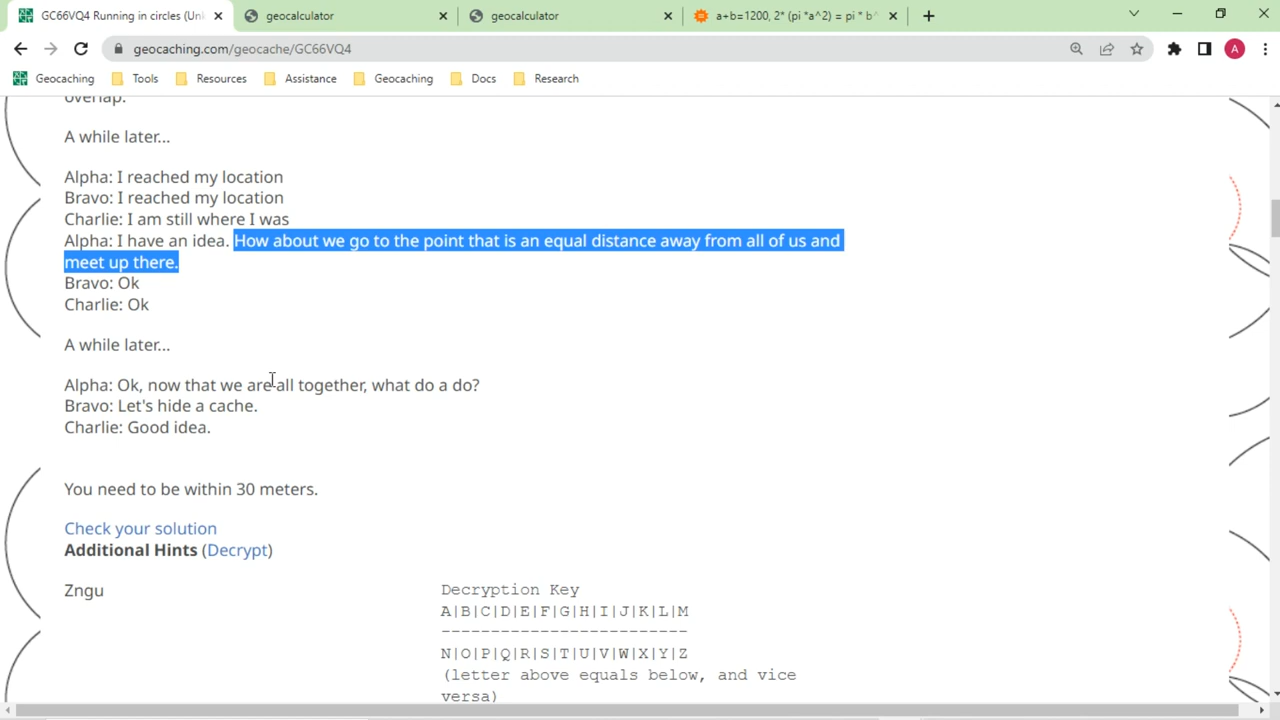 GC66VQ4 Running in circles (Unk
geocalculator
geocalculator
a+b=1200, 2* (pi *a^2) = pi * b^
geocaching.com/geocache/GC66VQ4
A
Geocaching
Tools
Resources
Assistance
Geocaching
Docs
Research
overlap.
A while later...
Alpha: I reached my location
Bravo: I reached my location
Charlie: I am still where I was
Alpha: I have an idea. How about we go to the point that is an equal distance away from all of us and
meet up there.
Bravo: Ok
Charlie: Ok
A while later...
Alpha: Ok, now that we are all together, what do a do?
Bravo: Let's hide a cache.
Charlie: Good idea.
You need to be within 30 meters.
Check your solution
Additional Hints (Decrypt)
Zngu
Decryption Key
A|B|C|D|E|F|G|H|I|J|K|L|M
-------------------------
N|O|P|Q|R|S|T|U|V|W|X|Y|Z
(letter above equals below, and vice
versa)